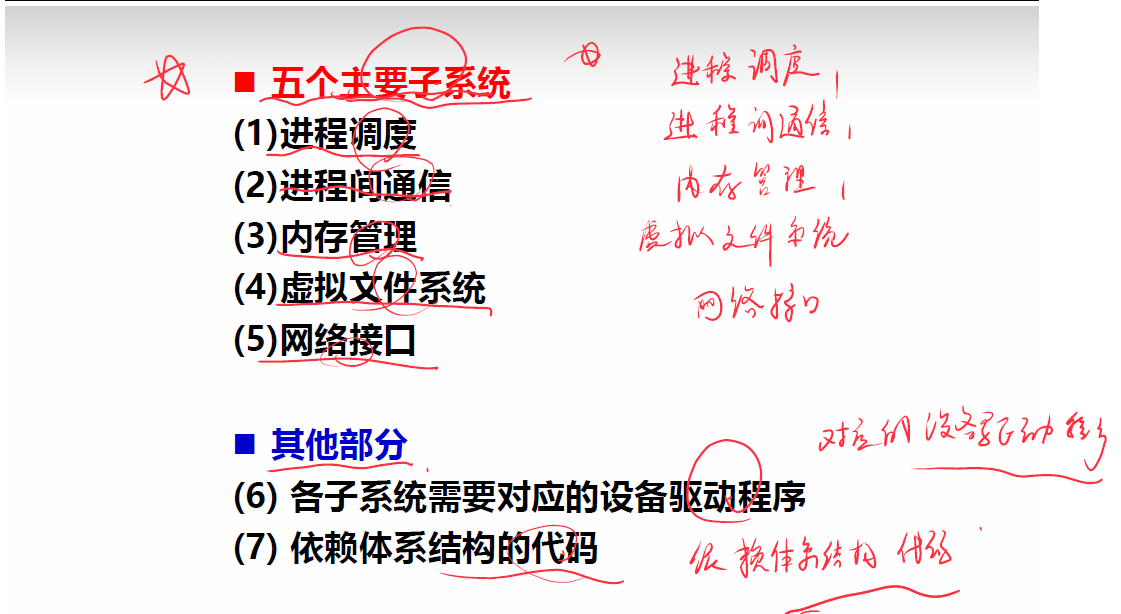 ■ 五个主要子系统
(1)进程调度
(2)进程间通信
(3)内存管理
(4)虚拟文件系统
(5)网络接口
■ 其他部分
(6) 各子系统需要对应的设备驱动程序
(7) 依赖体系结构的代码
进程调度,
进程间通信,
内存管理,
虚拟文件系统
网络接口
对应的设备驱动程序
依赖体系结构代码